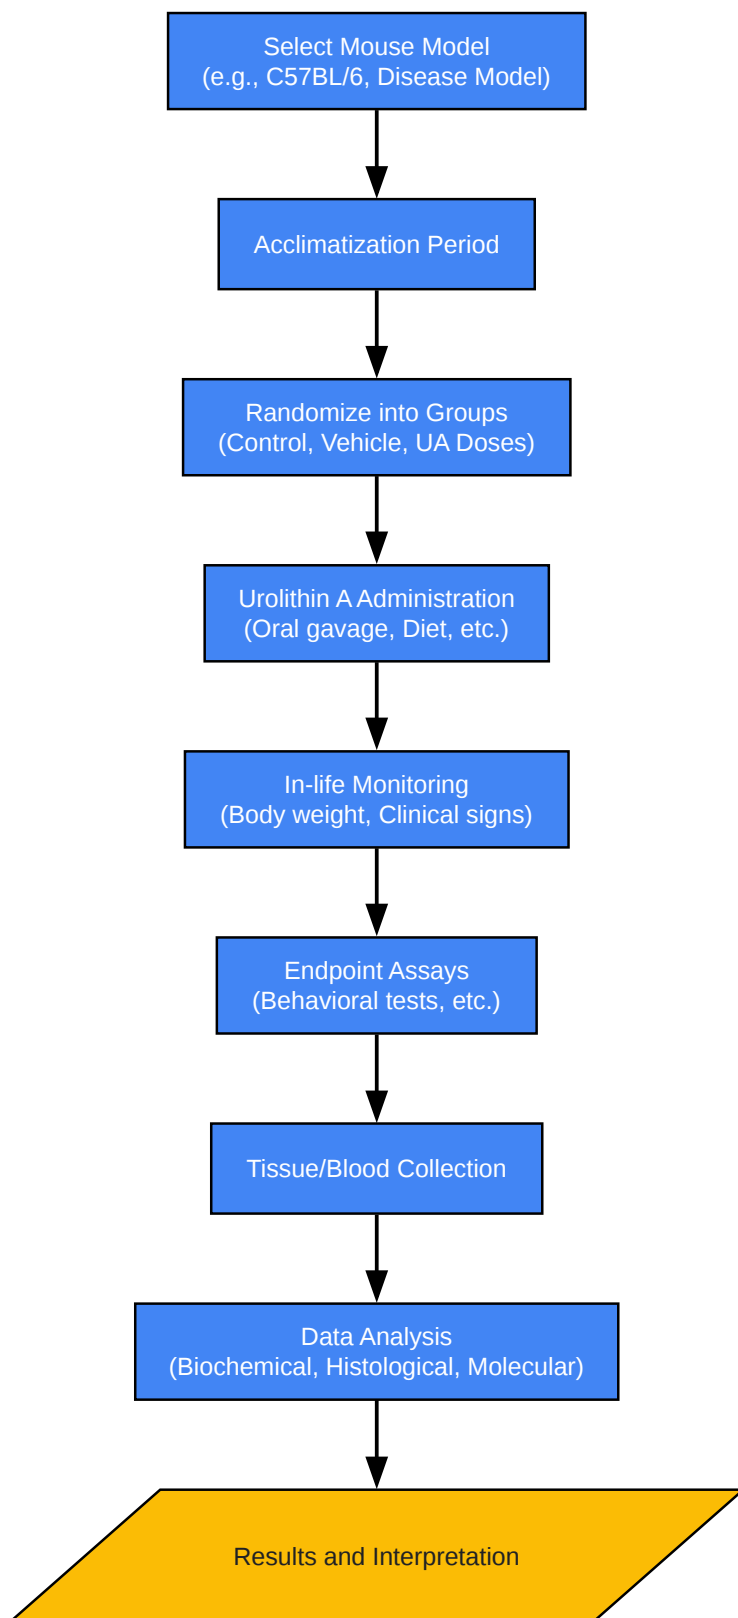 Select Mouse Model
(e.g., C57BL/6, Disease Model)
Acclimatization Period
Randomize into Groups
(Control, Vehicle, UA Doses)
Urolithin A Administration
(Oral gavage, Diet, etc.)
In-life Monitoring
(Body weight, Clinical signs)
Endpoint Assays
(Behavioral tests, etc.)
Tissue/Blood Collection
Data Analysis
(Biochemical, Histological, Molecular)
Results and Interpretation